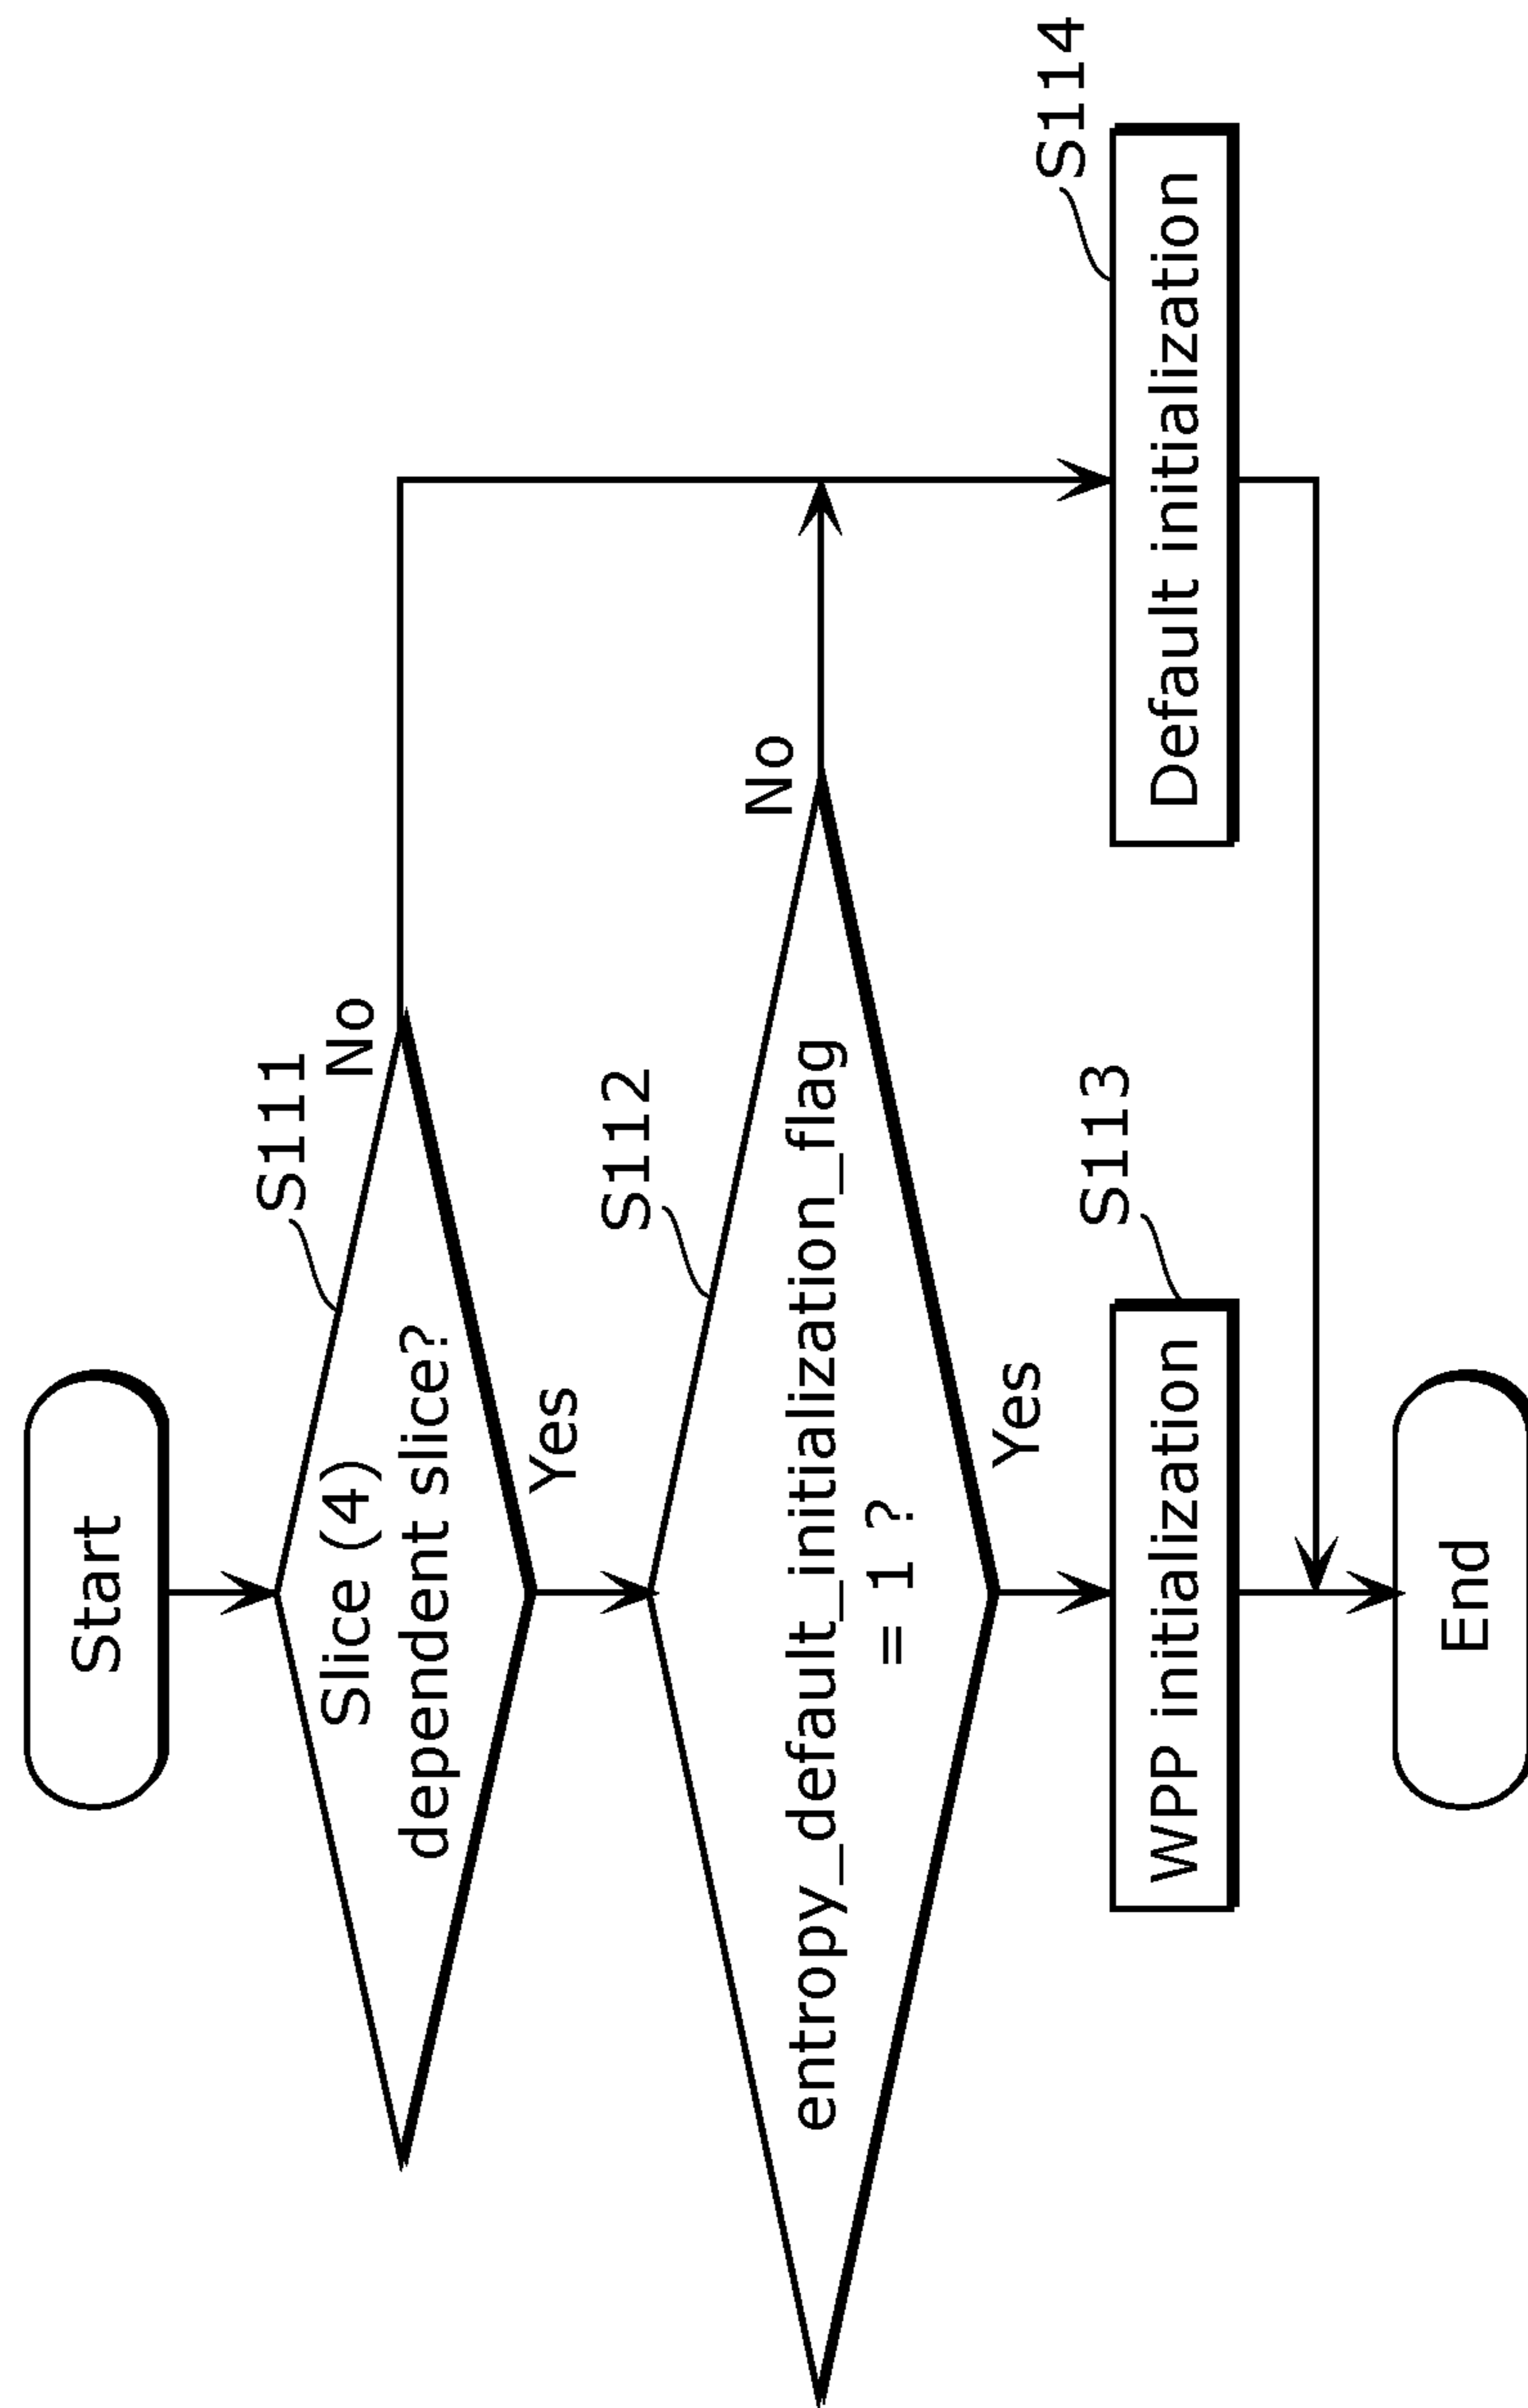 Start
S111
Slice (4)
dependent slice?
No
Yes
S112
entropy_default_initialization_flag
= 1 ?
No
Yes
S113
WPP initialization
S114
Default initialization
End